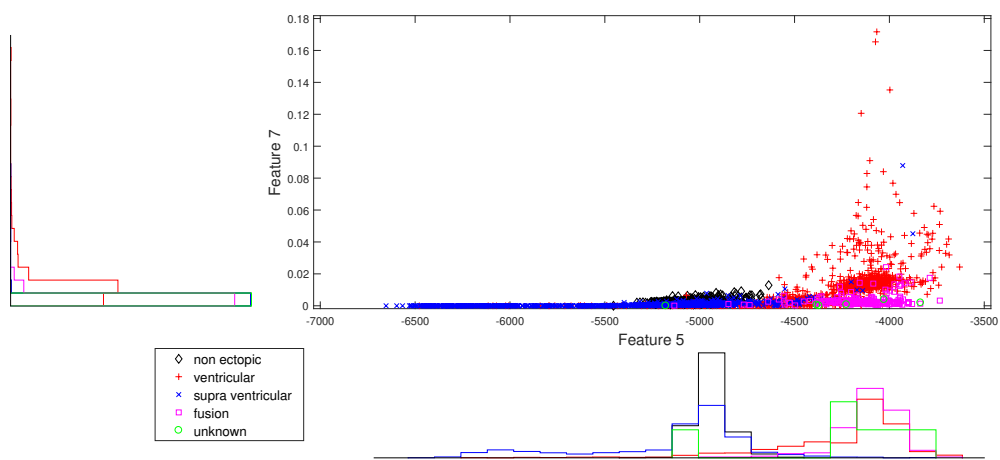 0.18
0.16
0.14
0.12
0.1
0.08
0.06
0.04
0.02
0
Feature 7
-7000 -6500 -6000 -5500 -5000 -4500 -4000 -3500
Feature 5
non ectopic
ventricular
supra ventricular
fusion
unknown